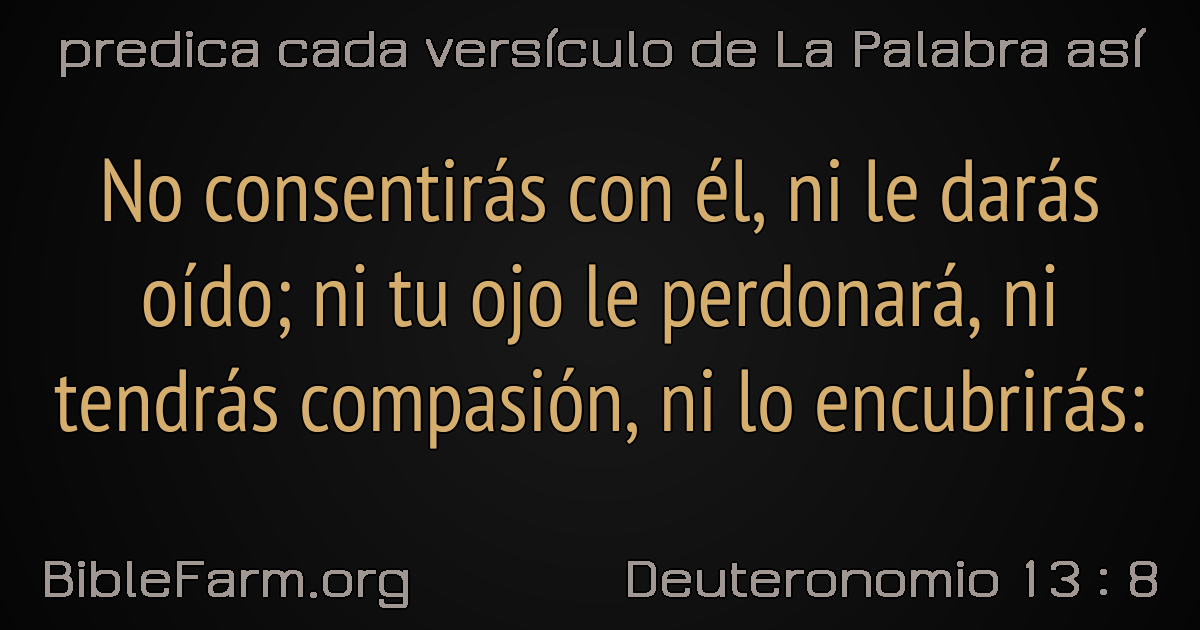 predica cada versículo de La Palabra así
No consentirás con él, ni le darás
oído; ni tu ojo le perdonará, ni
tendrás compasión, ni lo encubrirás:
BibleFarm.org
Deuteronomio 13 : 8